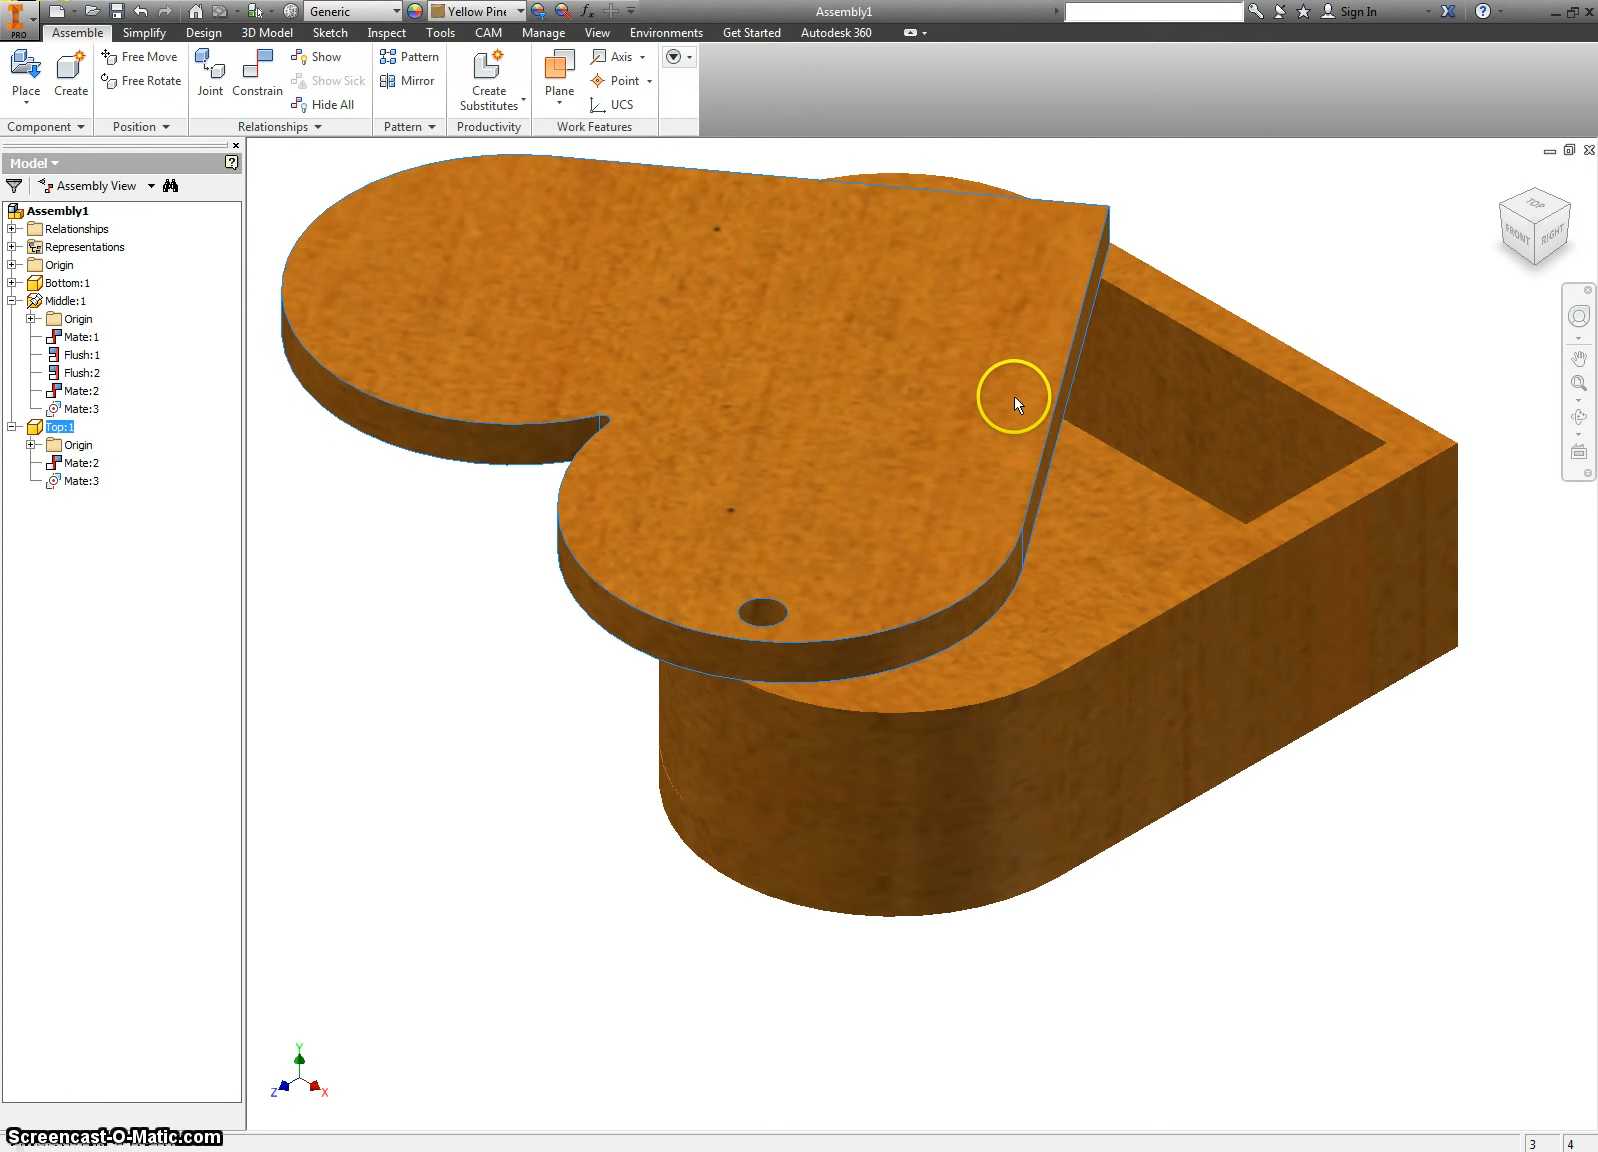 Generic
Yellow Pine
fx
Assembly1
Sign In
PRO
Assemble Simplify Design 3D Model Sketch Inspect Tools CAM Manage View Environments Get Started Autodesk 360
Place
Create
Free Move
Free Rotate
Joint
Constrain
Show
Show Sick
Hide All
Pattern
Mirror
Create
Substitutes
Plane
Axis
Point
UCS
Component Position Relationships Pattern Productivity Work Features
Model
Assembly View
Assembly1
Relationships
Representations
Origin
Bottom:1
Middle:1
Origin
Mate:1
Flush:1
Flush:2
Mate:2
Mate:3
Top:1
Origin
Mate:2
Mate:3
TOP
FRONT
RIGHT
Y
Z
X
Screencast-O-Matic.com
3 4